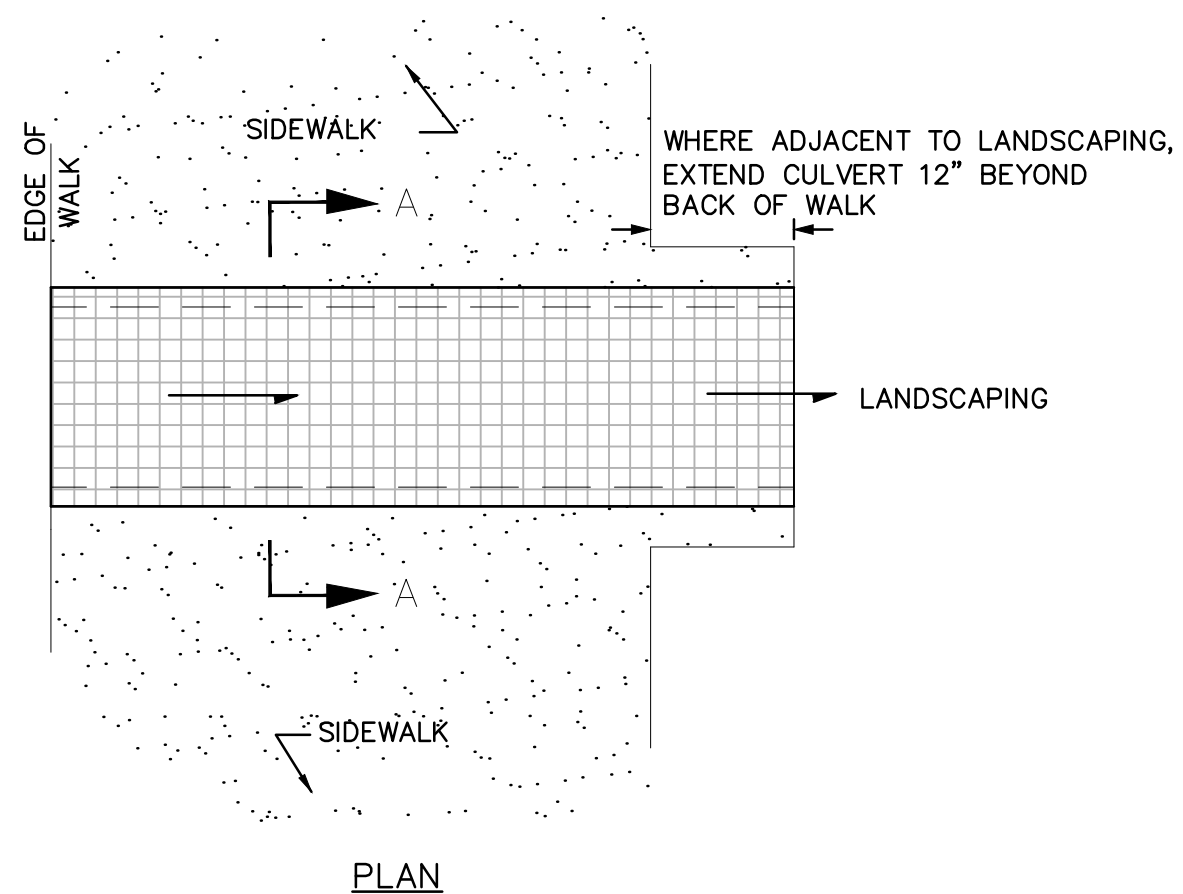 EDGE OF
WALK
SIDEWALK
WHERE ADJACENT TO LANDSCAPING,
EXTEND CULVERT 12” BEYOND
BACK OF WALK
A
LANDSCAPING
A
SIDEWALK
PLAN